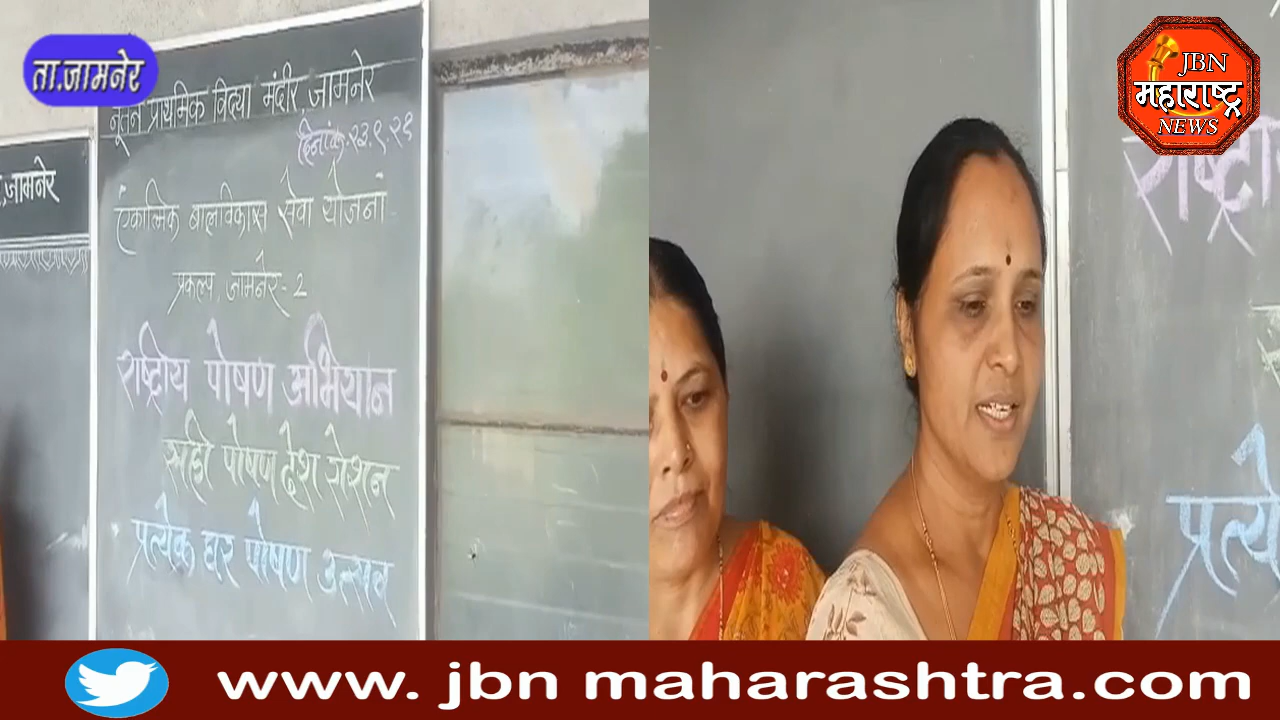 ता.जामनेर
नूतन प्राथमिक विद्या मंदीर, जामनेर
दिनांक.२३.९.२१
एकात्मिक बालविकास सेवा योजना
प्रकल्प, जामनेर-2
राष्ट्रीय पोषण अभियान
सही पोषण देश रोशन
प्रत्येक घर पोषण उत्सव
जामनेर
JBN
महाराष्ट्र
NEWS
www. jbn maharashtra.com